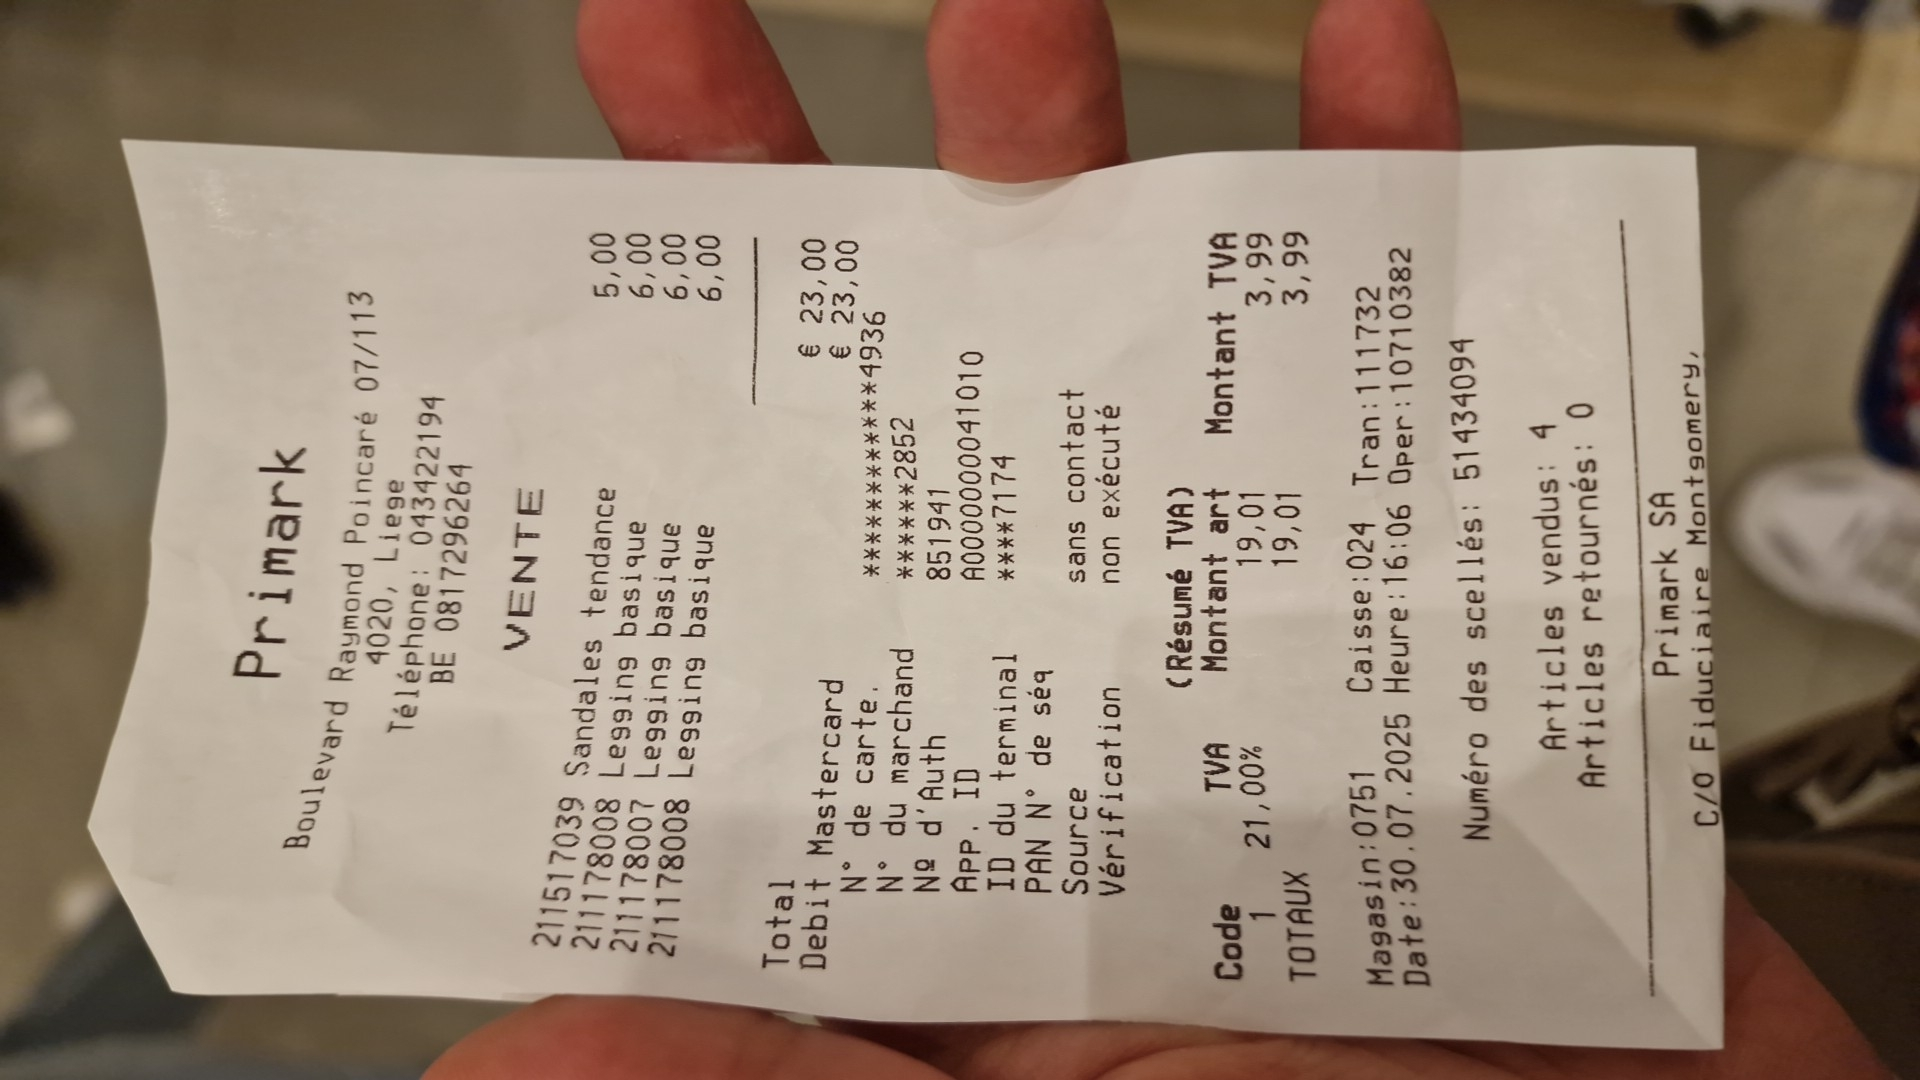 Primark
Boulevard Raymond Poincaré 07/113
4020, Liege
Téléphone: 043422194
BE 0817296264
VENTE
211517039 Sandales tendance 5,00
211178008 Legging basique 6,00
211178007 Legging basique 6,00
211178008 Legging basique 6,00
Total € 23,00
Debit Mastercard € 23,00
N° de carte. ************4936
N° du marchand ******2852
Nº d'Auth 851941
App. ID A0000000041010
ID du terminal ****7174
PAN N° de séq
Source sans contact
Vérification non exécuté
(Résumé TVA)
Code TVA Montant art Montant TVA
1 21,00% 19,01 3,99
TOTAUX 19,01 3,99
Magasin:0751 Caisse:024 Tran:111732
Date:30.07.2025 Heure:16:06 Oper:10710382
Numéro des scellés: 51434094
Articles vendus: 4
Articles retournés: 0
Primark SA
C/O Fiduciaire Montgomery,